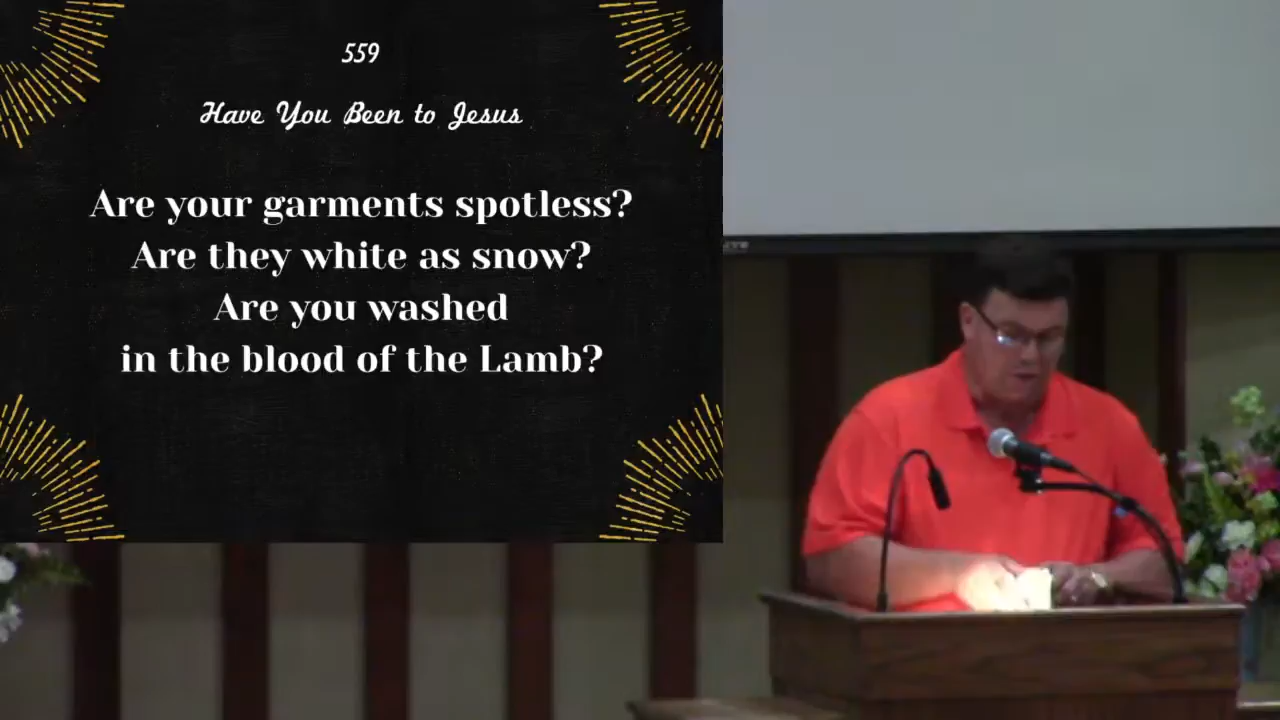 559
Have You Been to Jesus
Are your garments spotless?
Are they white as snow?
Are you washed
in the blood of the Lamb?